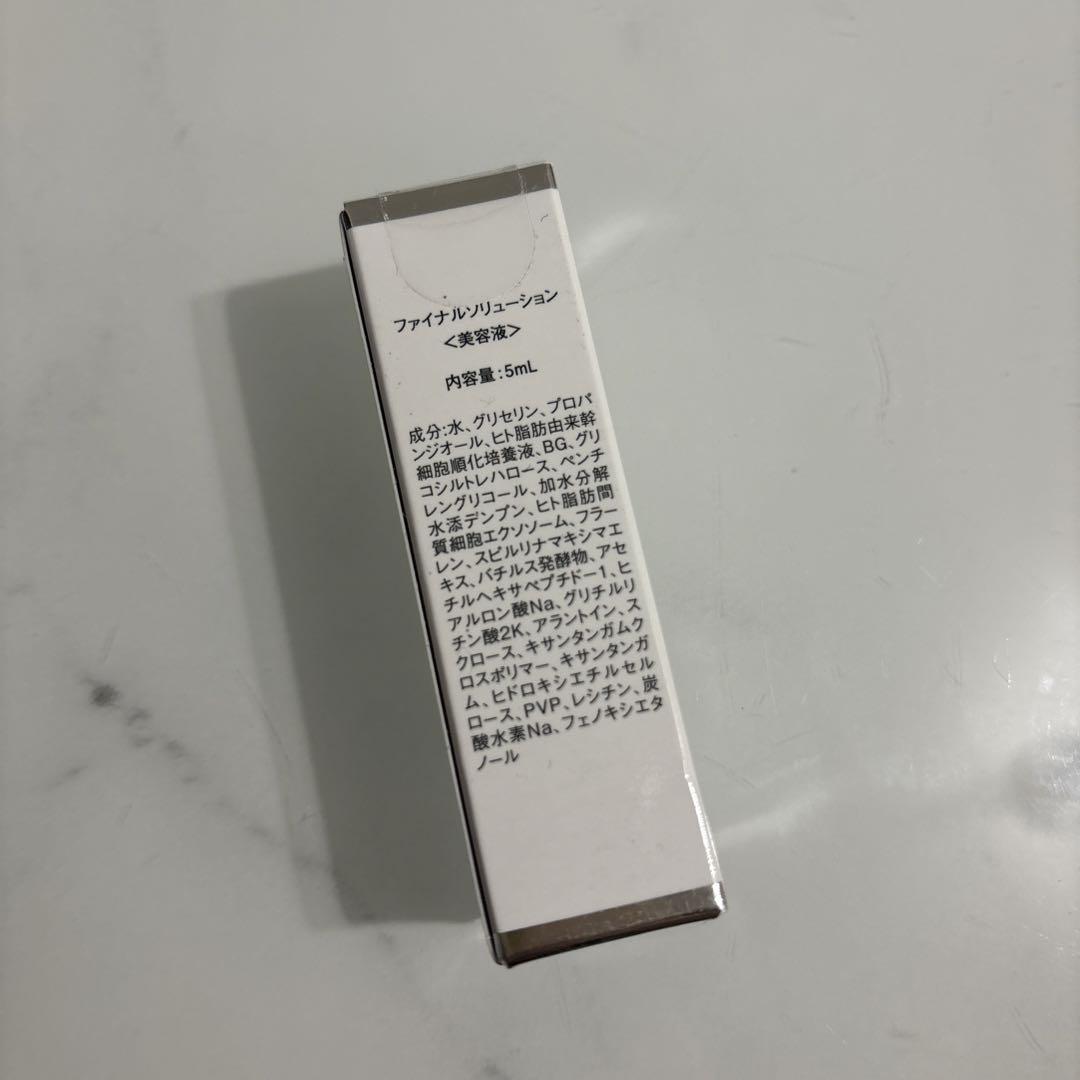 ファイナルソリューション
<美容液>
内容量:5mL
成分:水、グリセリン、プロパ
ンジオール、ヒト脂肪由来幹
細胞順化培養液、BG、グリ
コシルトレハロース、ペンチ
レングリコール、加水分解
水添デンプン、ヒト脂肪間
質細胞エクソソーム、フラー
レン、スピルリナマキシマエ
キス、バチルス発酵物、アセ
チルヘキサペプチドー1、ヒ
アルロン酸Na、グリチルリ
チン酸2K、アラントイン、ス
クロース、キサンタンガムク
ロスポリマー、キサンタンガ
ム、ヒドロキシエチルセル
ロース、PVP、レシチン、炭
酸水素Na、フェノキシエタ
ノール